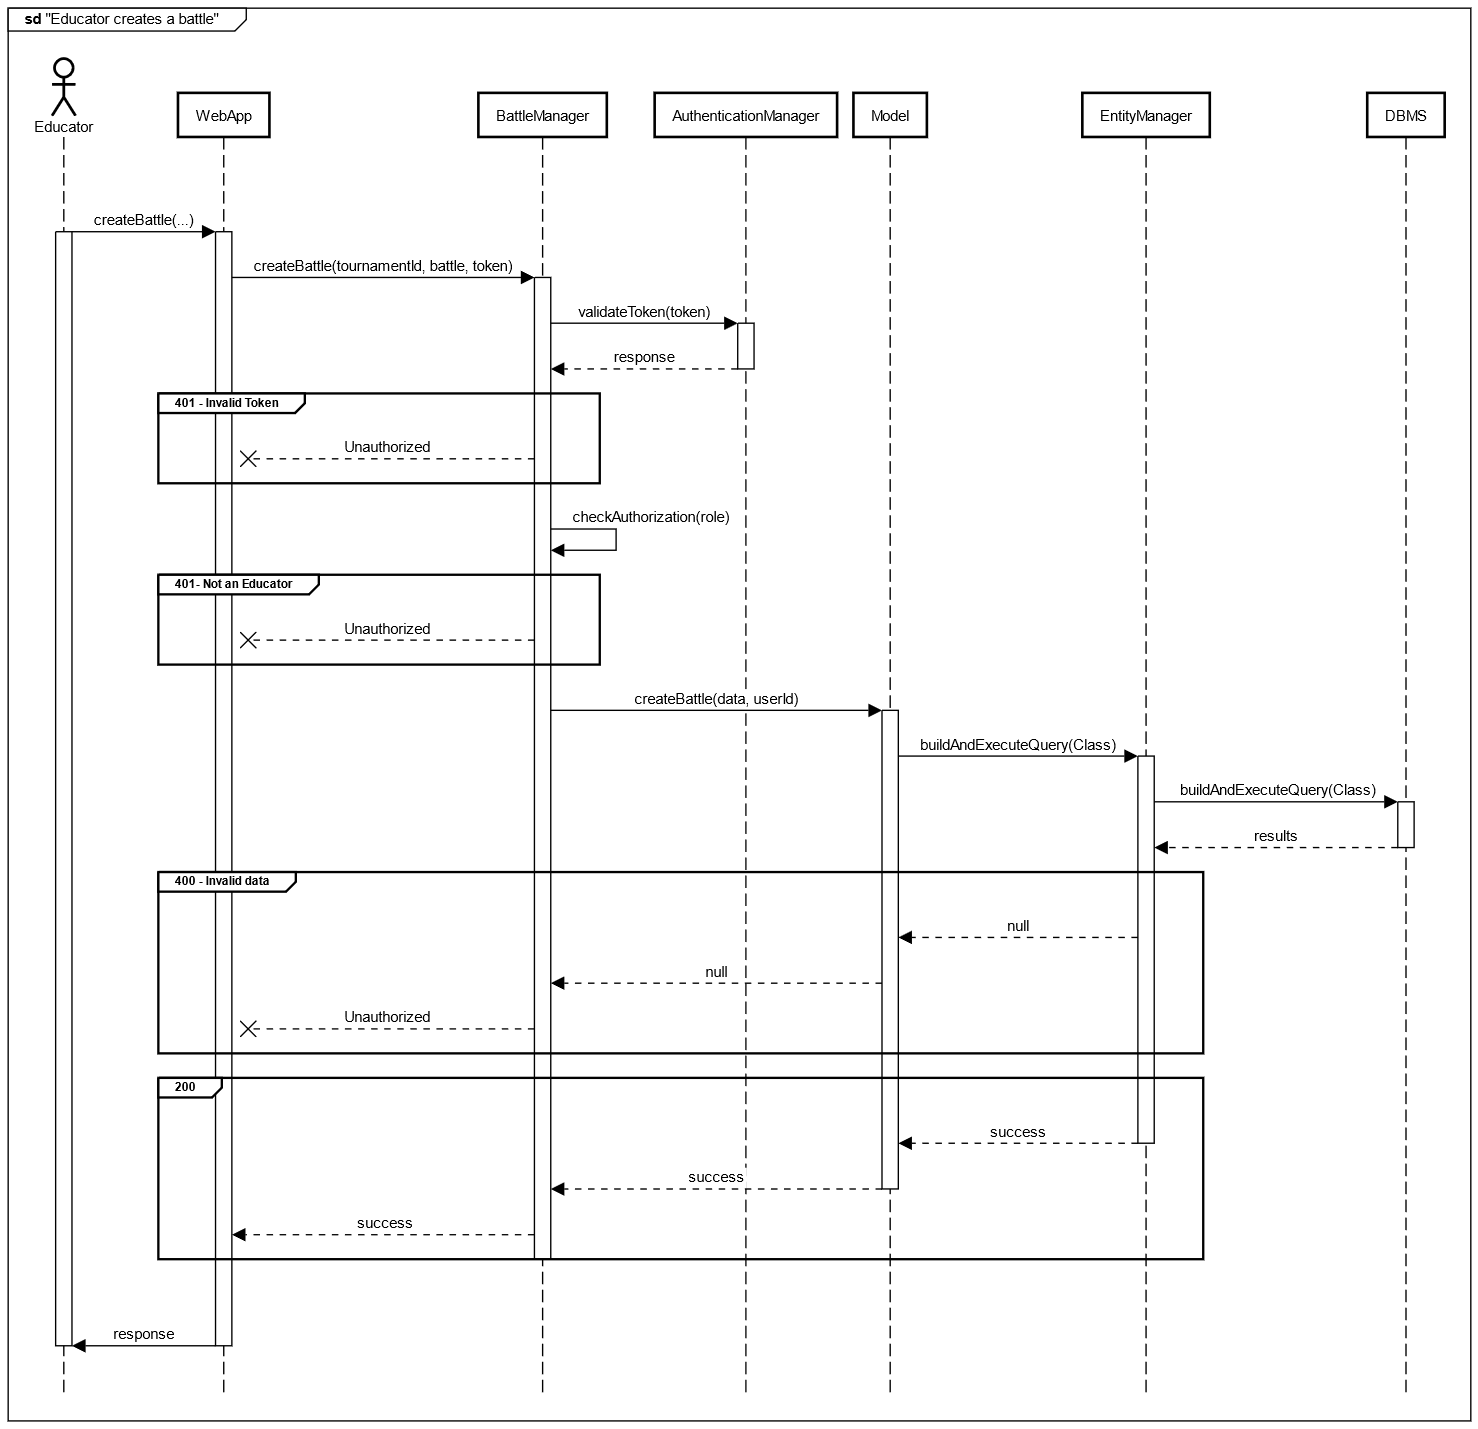 sd "Educator creates a battle"
Educator
WebApp
BattleManager
AuthenticationManager
Model
EntityManager
DBMS
createBattle(...)
createBattle(tournamentId, battle, token)
validateToken(token)
response
401 - Invalid Token
Unauthorized
checkAuthorization(role)
401- Not an Educator
Unauthorized
createBattle(data, userId)
buildAndExecuteQuery(Class)
buildAndExecuteQuery(Class)
results
400 - Invalid data
null
null
Unauthorized
200
success
success
success
response